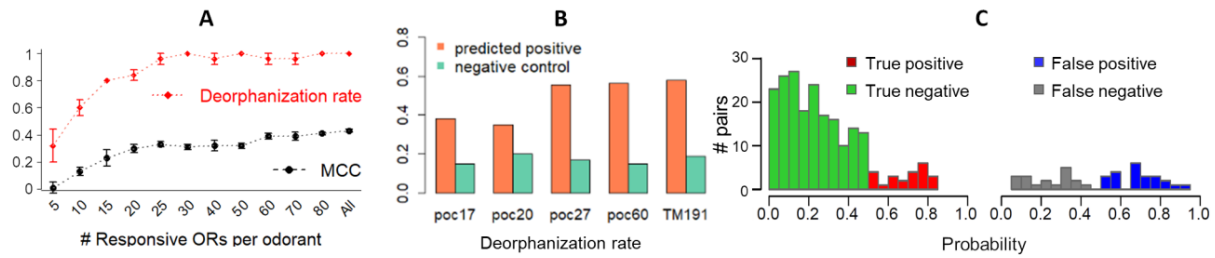 A
1
0.8
0.6
0.4
0.2
0
Deorphanization rate
MCC
5 10 15 20 25 30 40 50 60 70 80 All
# Responsive ORs per odorant
B
0.8
0.6
0.4
0.2
0.0
predicted positive
negative control
poc17 poc20 poc27 poc60 TM191
Deorphanization rate
C
# pairs
30
20
10
0
True positive
True negative
False positive
False negative
0.0 0.2 0.4 0.6 0.8 1.0
0.0 0.2 0.4 0.6 0.8 1.0
Probability